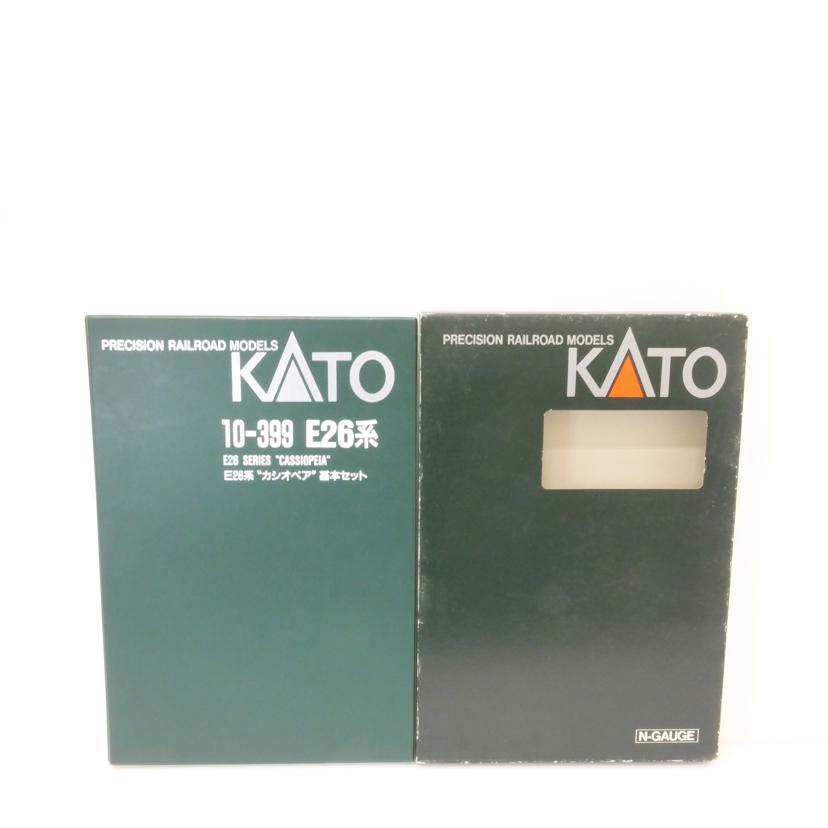 PRECISION RAILROAD MODELS
KATO
10-399 E26系
E26 SERIES "CASSIOPEIA"
E26系 "カシオペア" 基本セット
PRECISION RAILROAD MODELS
KATO
N-GAUGE